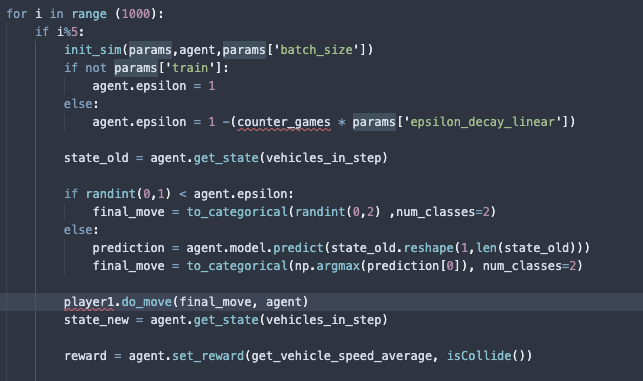 for i in range (1000):
if i%5:
init_sim(params,agent,params['batch_size'])
if not params['train']:
agent.epsilon = 1
else:
agent.epsilon = 1 -(counter_games * params['epsilon_decay_linear'])
state_old = agent.get_state(vehicles_in_step)
if randint(0,1) < agent.epsilon:
final_move = to_categorical(randint(0,2) ,num_classes=2)
else:
prediction = agent.model.predict(state_old.reshape(1,len(state_old)))
final_move = to_categorical(np.argmax(prediction[0]), num_classes=2)
player1.do_move(final_move, agent)
state_new = agent.get_state(vehicles_in_step)
reward = agent.set_reward(get_vehicle_speed_average, isCollide())